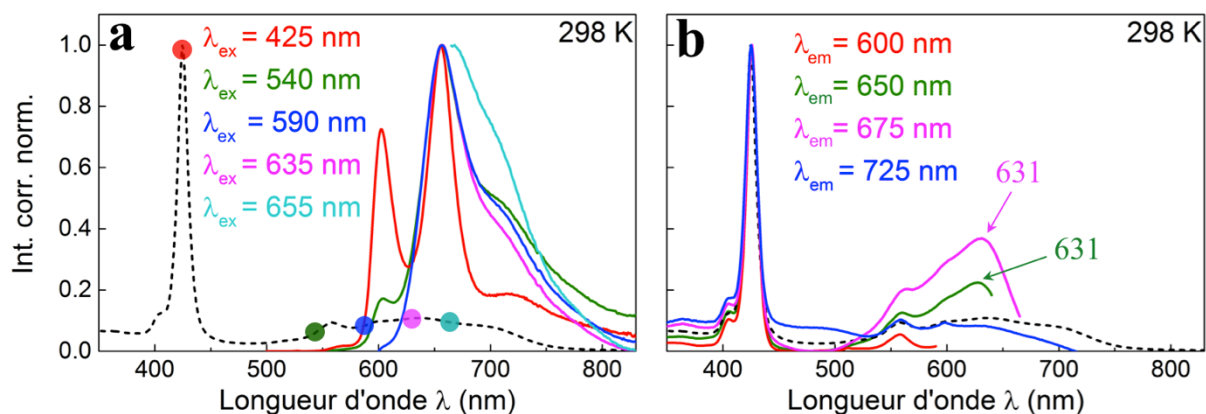 a
λex = 425 nm
λex = 540 nm
λex = 590 nm
λex = 635 nm
λex = 655 nm
298 K
Int. corr. norm.
1.0
0.8
0.6
0.4
0.2
0.0
400 500 600 700 800
Longueur d'onde λ (nm)
b
λem = 600 nm
λem = 650 nm
λem = 675 nm
λem = 725 nm
298 K
631
631
400 500 600 700 800
Longueur d'onde λ (nm)